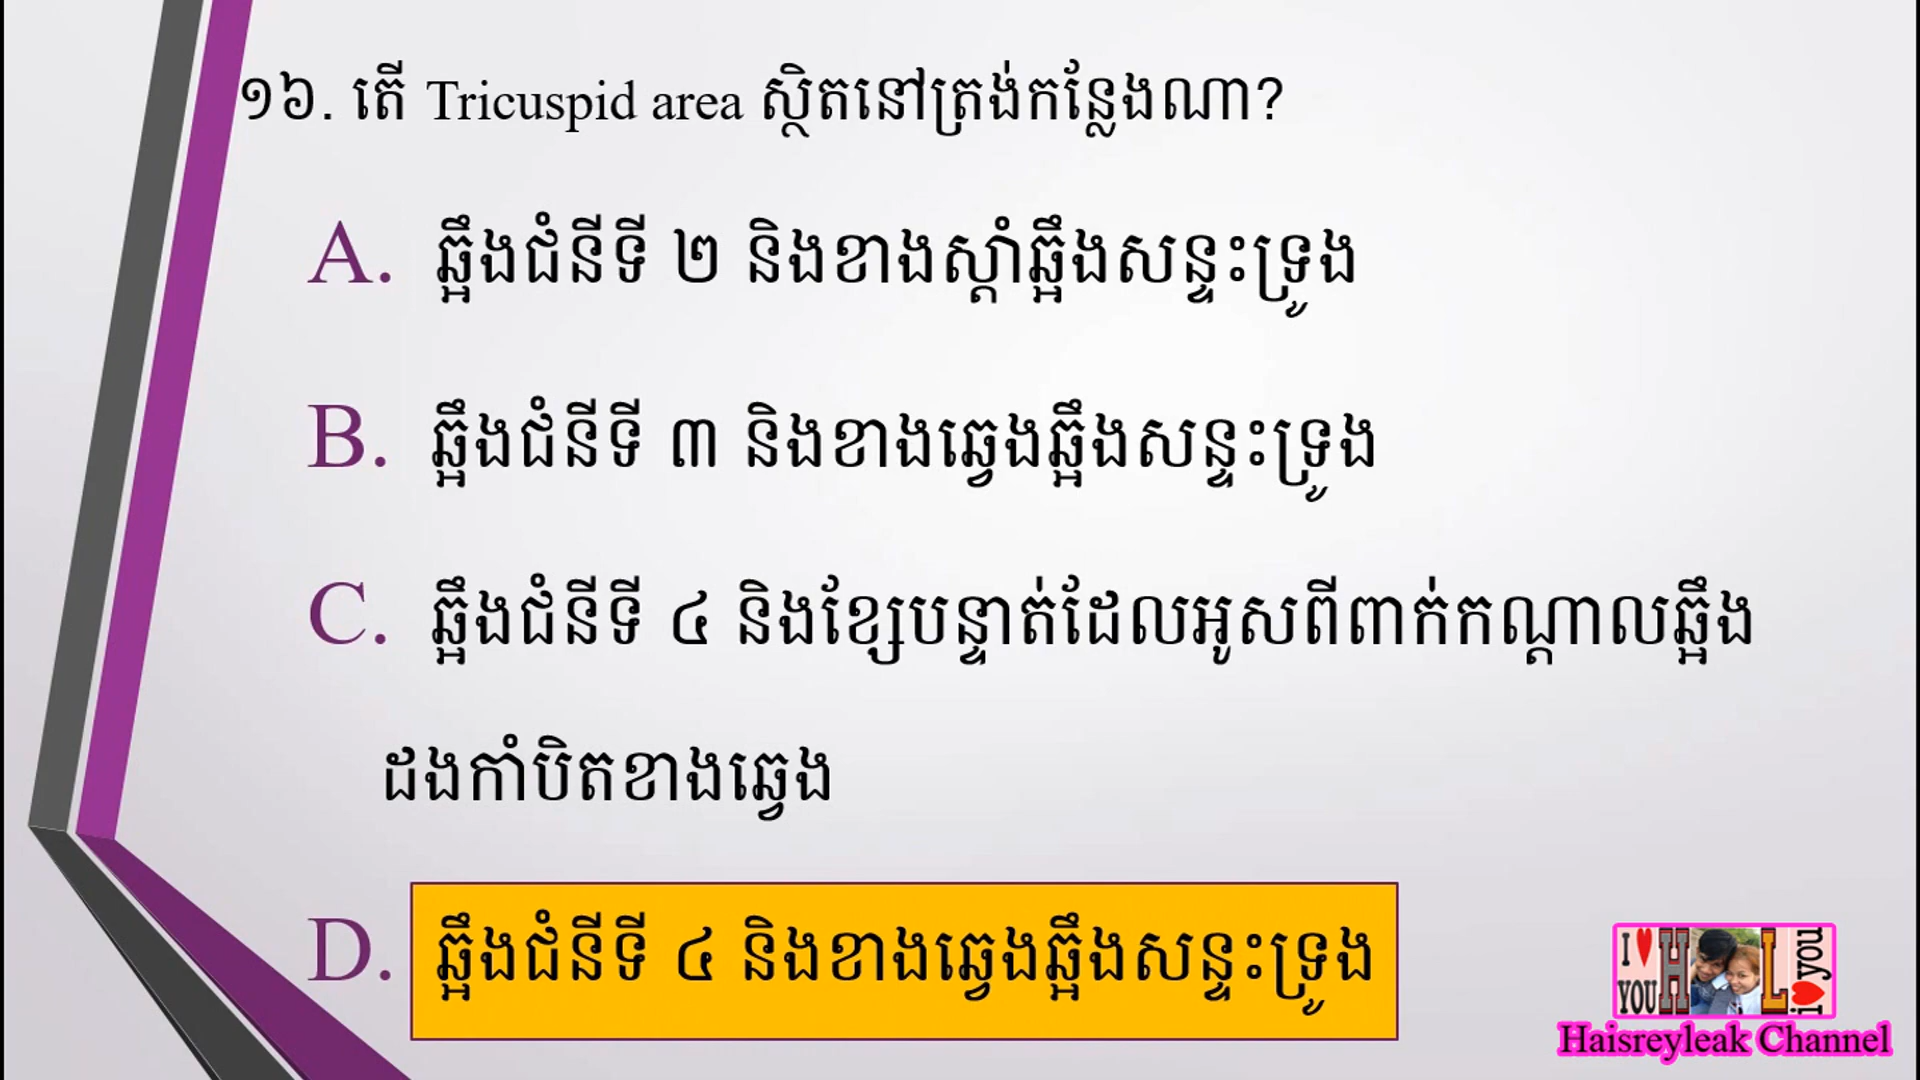 ១៦. តើ Tricuspid area ស្ថិតនៅត្រង់កន្លែងណា?
A. ឆ្អឹងជំនីទី ២ និងខាងស្តាំឆ្អឹងសន្ទះទ្រូង
B. ឆ្អឹងជំនីទី ៣ និងខាងឆ្វេងឆ្អឹងសន្ទះទ្រូង
C. ឆ្អឹងជំនីទី ៤ និងខ្សែបន្ទាត់ដែលអូសពីពាក់កណ្តាលឆ្អឹង
ដងកាំបិតខាងឆ្វេង
D. ឆ្អឹងជំនីទី ៤ និងខាងឆ្វេងឆ្អឹងសន្ទះទ្រូង
I ♥ YOU
H L
i ♥ you
Haisreyleak Channel